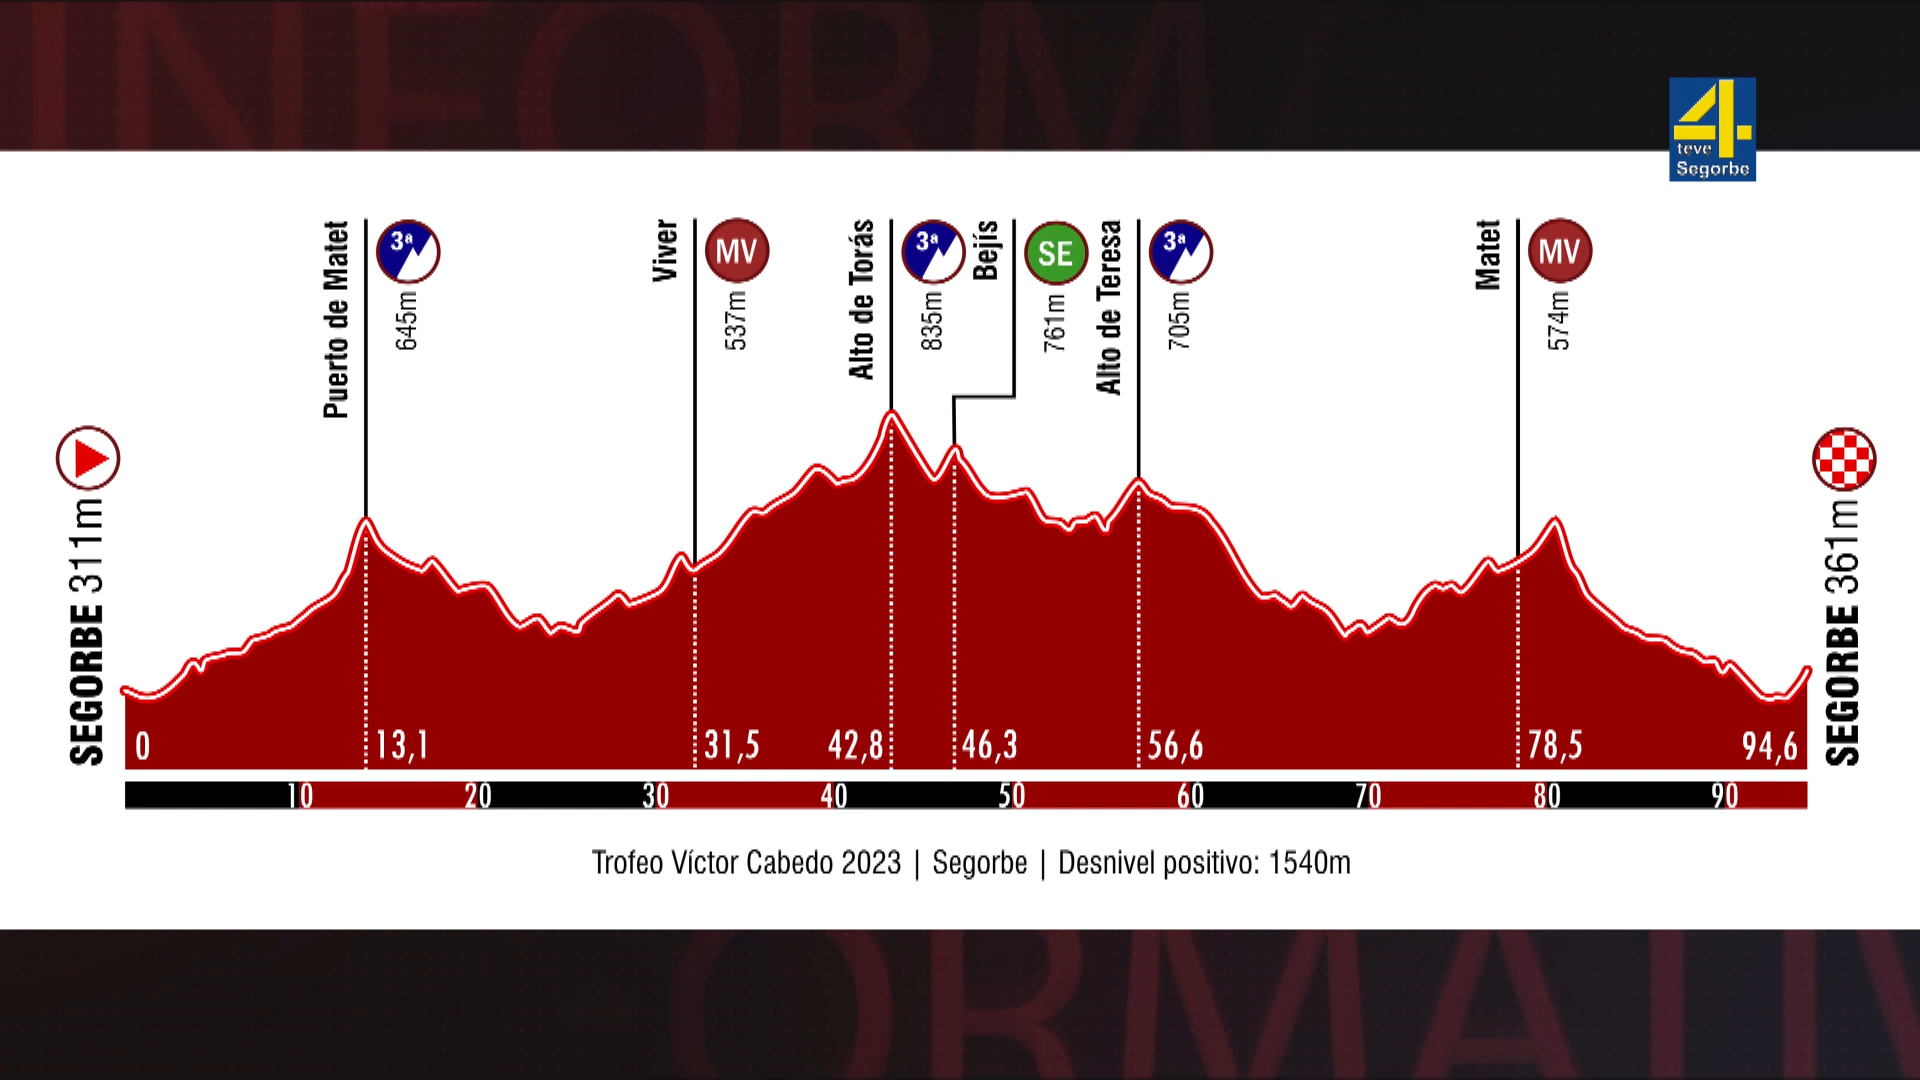 INFORMA
4
teve
Segorbe
Puerto de Matet
3ª
645m
Viver
MV
537m
Alto de Torás
3ª
835m
Bejís
SE
761m
Alto de Teresa
3ª
705m
Matet
MV
574m
SEGORBE 311m
SEGORBE 361m
0 13,1 31,5 42,8 46,3 56,6 78,5 94,6
10 20 30 40 50 60 70 80 90
Trofeo Víctor Cabedo 2023 | Segorbe | Desnivel positivo: 1540m
ORMATIV